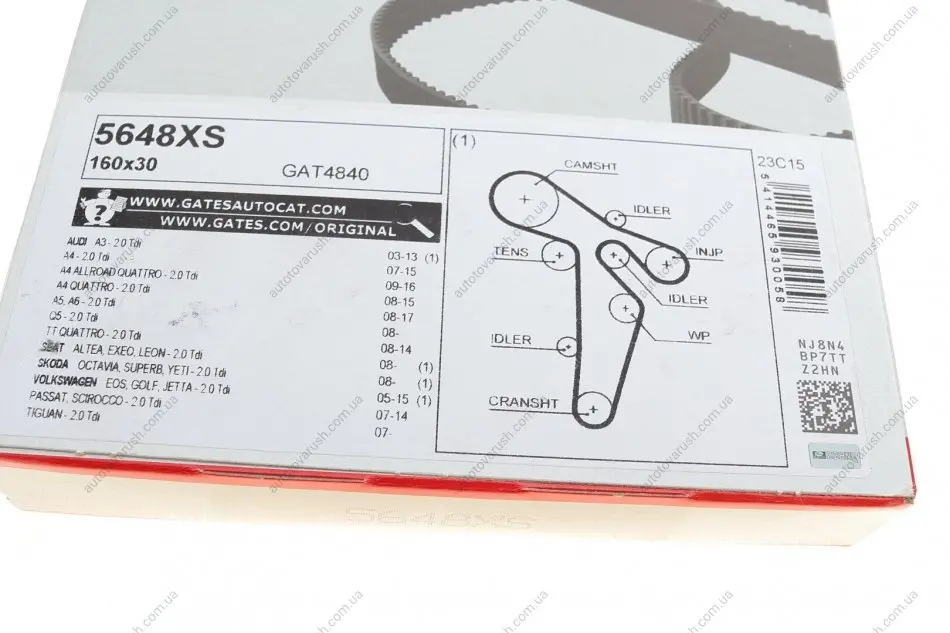 5648XS
160x30
GAT4840
WWW.GATESAUTOCAT.COM
WWW.GATES.COM/ORIGINAL
AUDI A3 - 2.0 Tdi 03-13 (1)
A4 - 2.0 Tdi 07-15
A4 ALLROAD QUATTRO - 2.0 Tdi 09-16
A4 QUATTRO - 2.0 Tdi 08-15
A5, A6 - 2.0 Tdi 08-17
Q5 - 2.0 Tdi 08-
TT QUATTRO - 2.0 Tdi 08-14
SEAT ALTEA, EXEO, LEON - 2.0 Tdi 08- (1)
SKODA OCTAVIA, SUPERB, YETI - 2.0 Tdi 08- (1)
VOLKSWAGEN EOS, GOLF, JETTA - 2.0 Tdi 05-15 (1)
PASSAT, SCIROCCO - 2.0 Tdi 07-14
TIGUAN - 2.0 Tdi 07-
(1)
CAMSHT
IDLER
TENS
INJP
IDLER
WP
IDLER
CRANSHT
23C15
5 414465 930058
NJ8N4
BP7TT
Z2HN
5648XS
autotovarush.com.ua